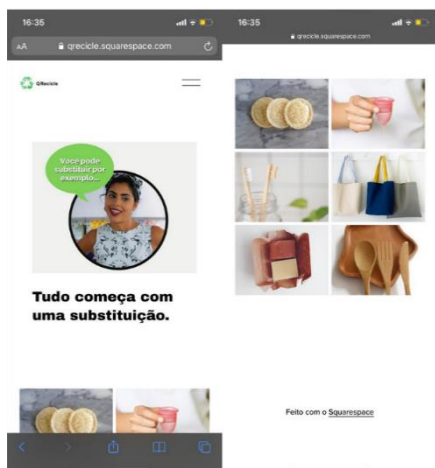 16:35
AA
qrecicle.squarespace.com
QRecicle
Você pode
substituir por
exemplo...
Tudo começa com
uma substituição.
16:35
qrecicle.squarespace.com
Feito com o Squarespace